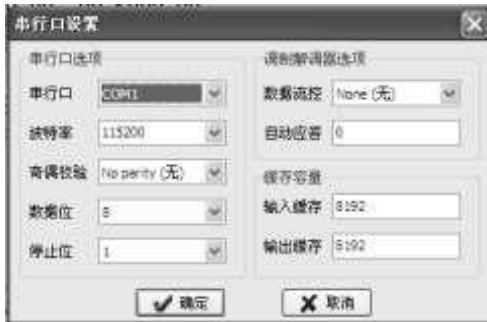 串行口设置
串行口选项
串行口 COM1
波特率 115200
奇偶校验 No parity (无)
数据位 8
停止位 1
调制解调器选项
数据流控 None (无)
自动应答 0
缓存容量
输入缓存 8192
输出缓存 8192
确定
取消